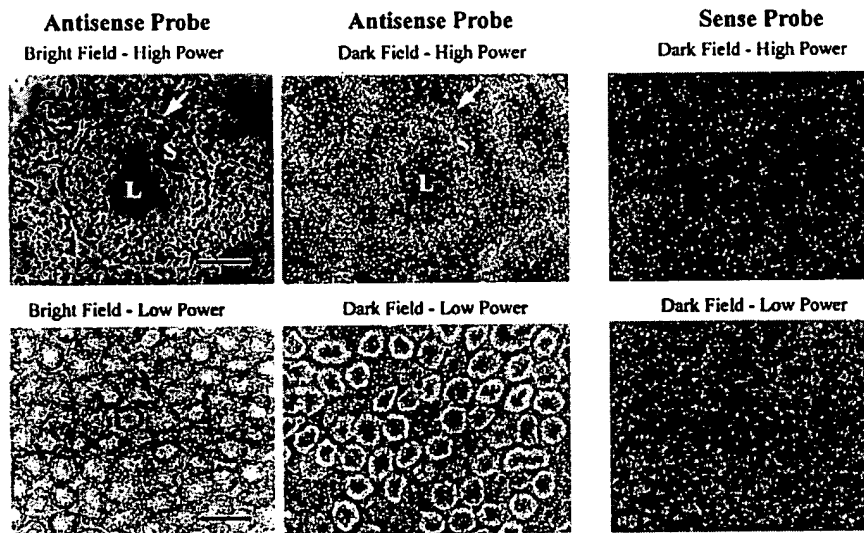 Antisense Probe
Bright Field - High Power
Antisense Probe
Dark Field - High Power
Sense Probe
Dark Field - High Power
S
L
S
L
Bright Field - Low Power
Dark Field - Low Power
Dark Field - Low Power